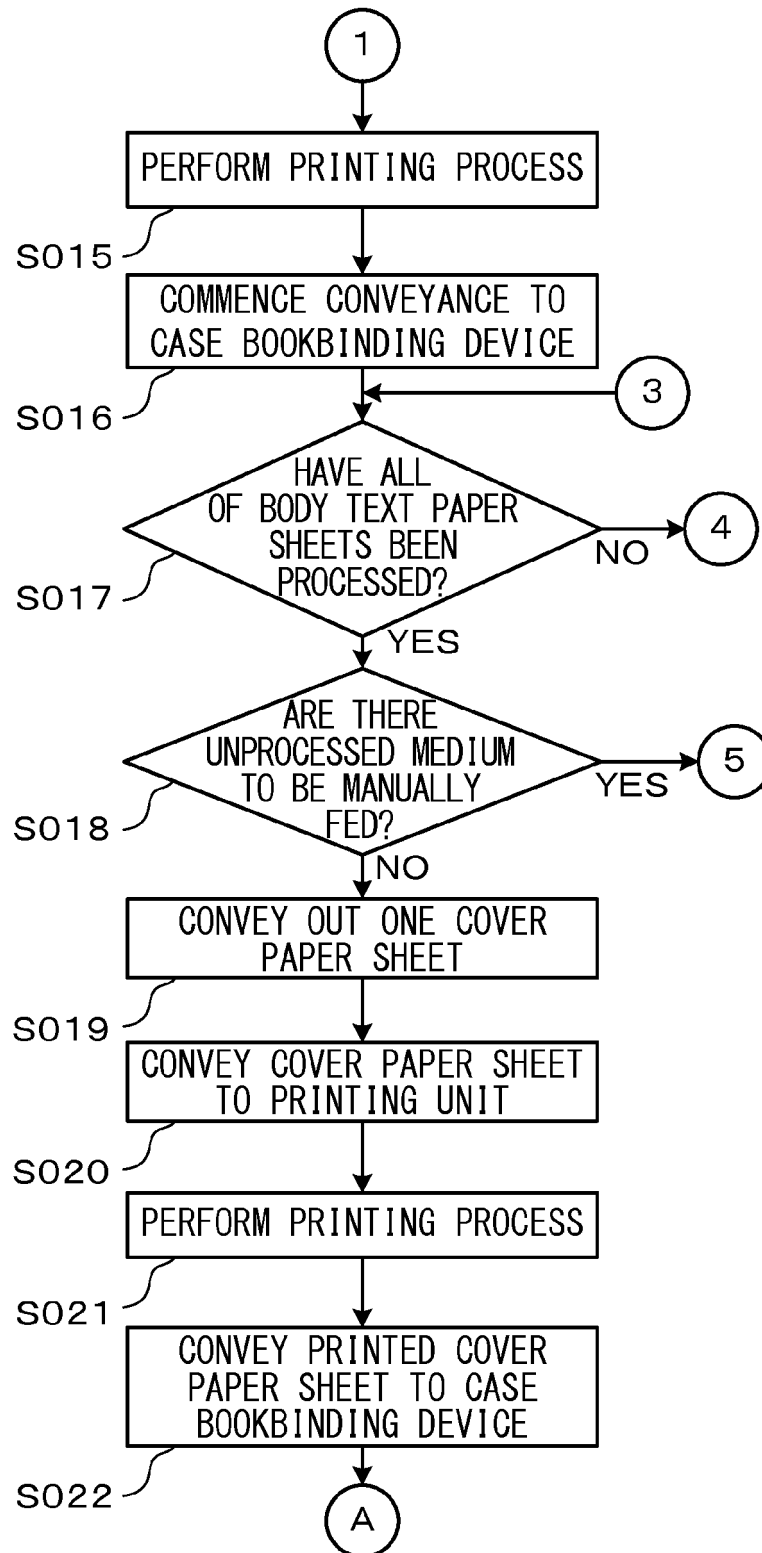 1
PERFORM PRINTING PROCESS
S015
COMMENCE CONVEYANCE TO
CASE BOOKBINDING DEVICE
S016
3
HAVE ALL
OF BODY TEXT PAPER
SHEETS BEEN
PROCESSED?
S017
NO
4
YES
ARE THERE
UNPROCESSED MEDIUM
TO BE MANUALLY
FED?
S018
YES
5
NO
CONVEY OUT ONE COVER
PAPER SHEET
S019
CONVEY COVER PAPER SHEET
TO PRINTING UNIT
S020
PERFORM PRINTING PROCESS
S021
CONVEY PRINTED COVER
PAPER SHEET TO CASE
BOOKBINDING DEVICE
S022
A